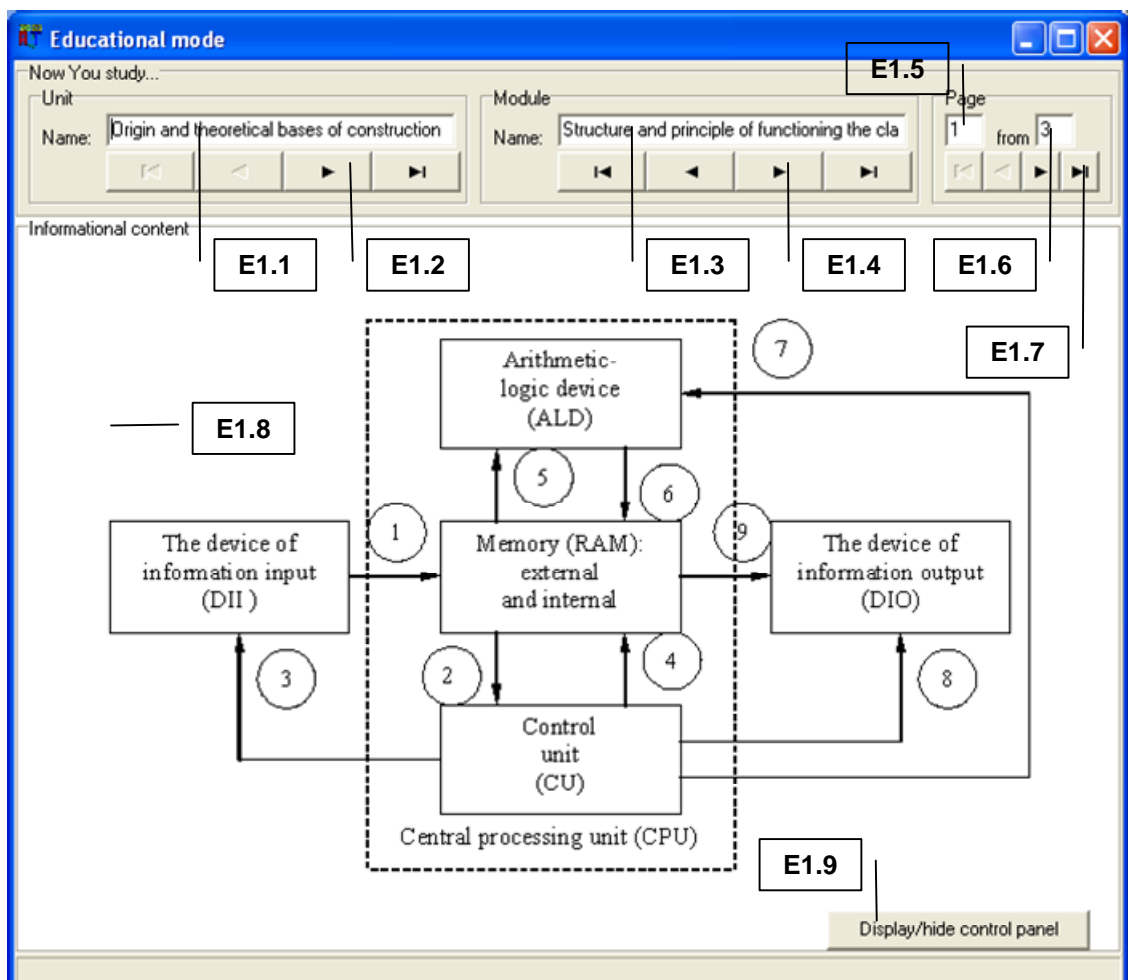 Educational mode
Now You study...
E1.5
Unit
Module
Page
Name: Origin and theoretical bases of construction
Name: Structure and principle of functioning the cla
1 from 3
Informational content
E1.1
E1.2
E1.3
E1.4
E1.6
E1.7
E1.8
Arithmetic-
logic device
(ALD)
7
5
6
1
9
The device of
information input
(DII )
Memory (RAM):
external
and internal
The device of
information output
(DIO)
3
2
4
8
Control
unit
(CU)
Central processing unit (CPU)
E1.9
Display/hide control panel